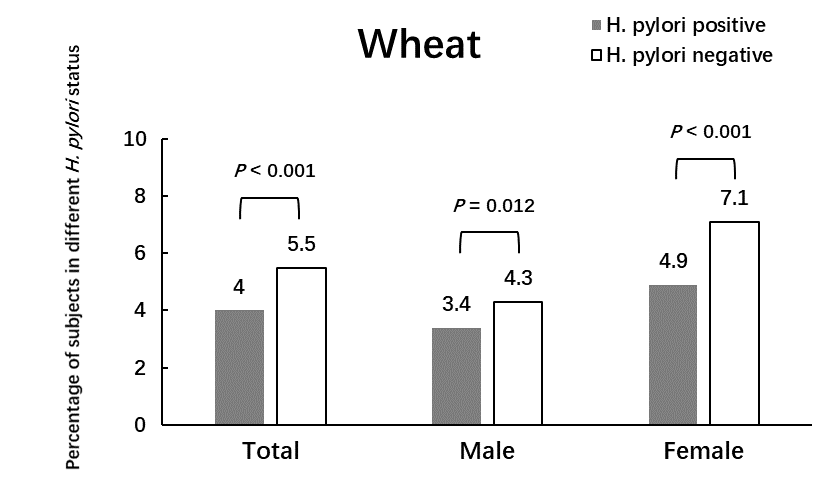 Wheat
H. pylori positive
H. pylori negative
Percentage of subjects in different H. pylori status
10
8
6
4
2
0
P < 0.001
4
5.5
P = 0.012
3.4
4.3
P < 0.001
4.9
7.1
Total
Male
Female